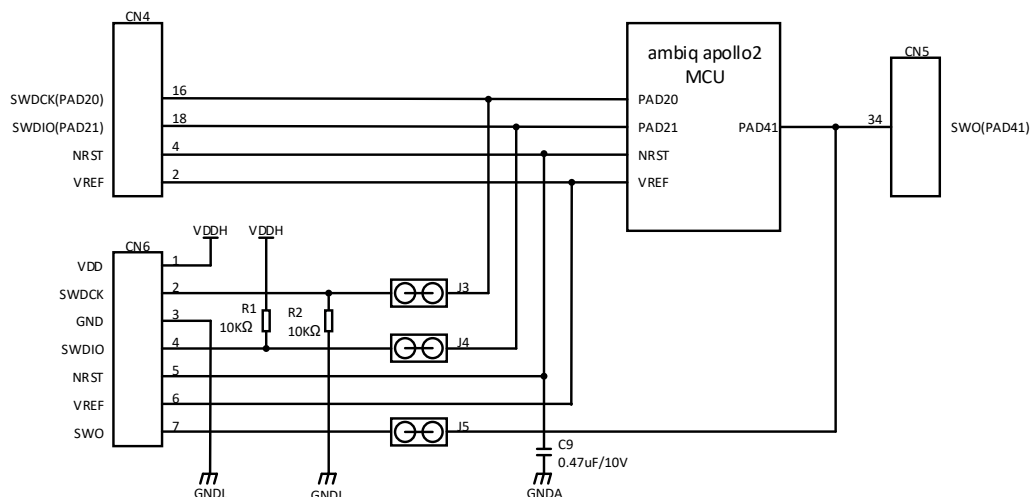 CN4
ambiq apollo2
MCU
CN5
SWDCK(PAD20) 16 PAD20
SWDIO(PAD21) 18 PAD21 PAD41 34 SWO(PAD41)
NRST 4 NRST
VREF 2 VREF
VDDH VDDH
CN6
VDD 1
SWDCK 2 J3
GND 3 R1 R2
10KΩ 10KΩ
SWDIO 4 J4
NRST 5
VREF 6
SWO 7 J5
C9
0.47uF/10V
GNDA